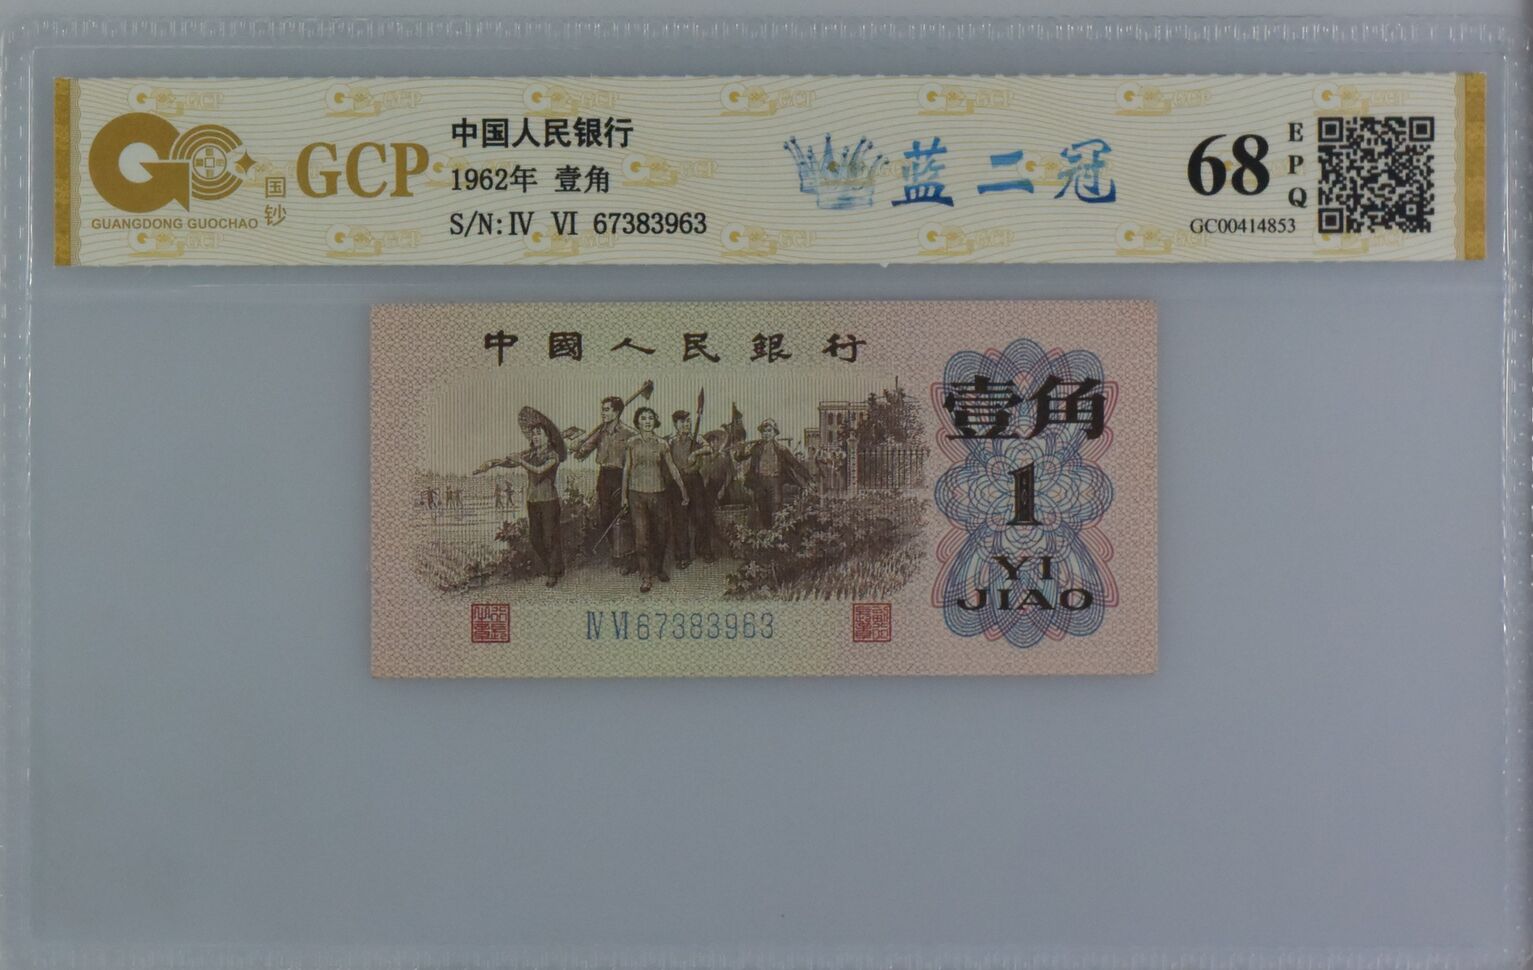 GCP
国
钞
GUANGDONG GUOCHAO
中国人民银行
1962年 壹角
S/N: Ⅳ Ⅵ 67383963
蓝二冠
68
EPQ
GC00414853
中國人民銀行
壹角
1
YI
JIAO
Ⅳ Ⅵ 67383963